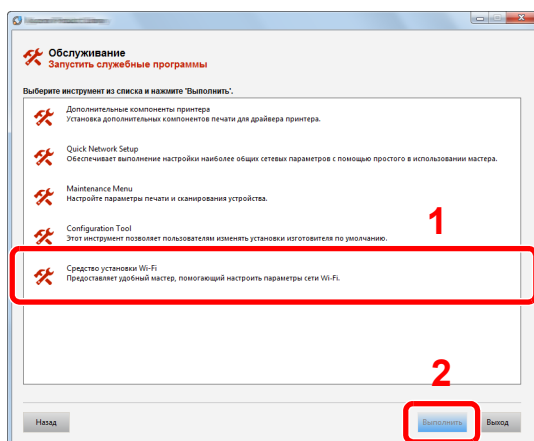 Обслуживание
Запустить служебные программы
Выберите инструмент из списка и нажмите 'Выполнить'.
Дополнительные компоненты принтера
Установка дополнительных компонентов печати для драйвера принтера.
Quick Network Setup
Обеспечивает выполнение настройки наиболее общих сетевых параметров с помощью простого в использовании мастера.
Maintenance Menu
Настройте параметры печати и сканирования устройства.
1
Configuration Tool
Этот инструмент позволяет пользователям изменять установки изготовителя по умолчанию.
Средство установки Wi-Fi
Предоставляет удобный мастер, помогающий настроить параметры сети Wi-Fi.
2
Назад
Выполнить
Выход